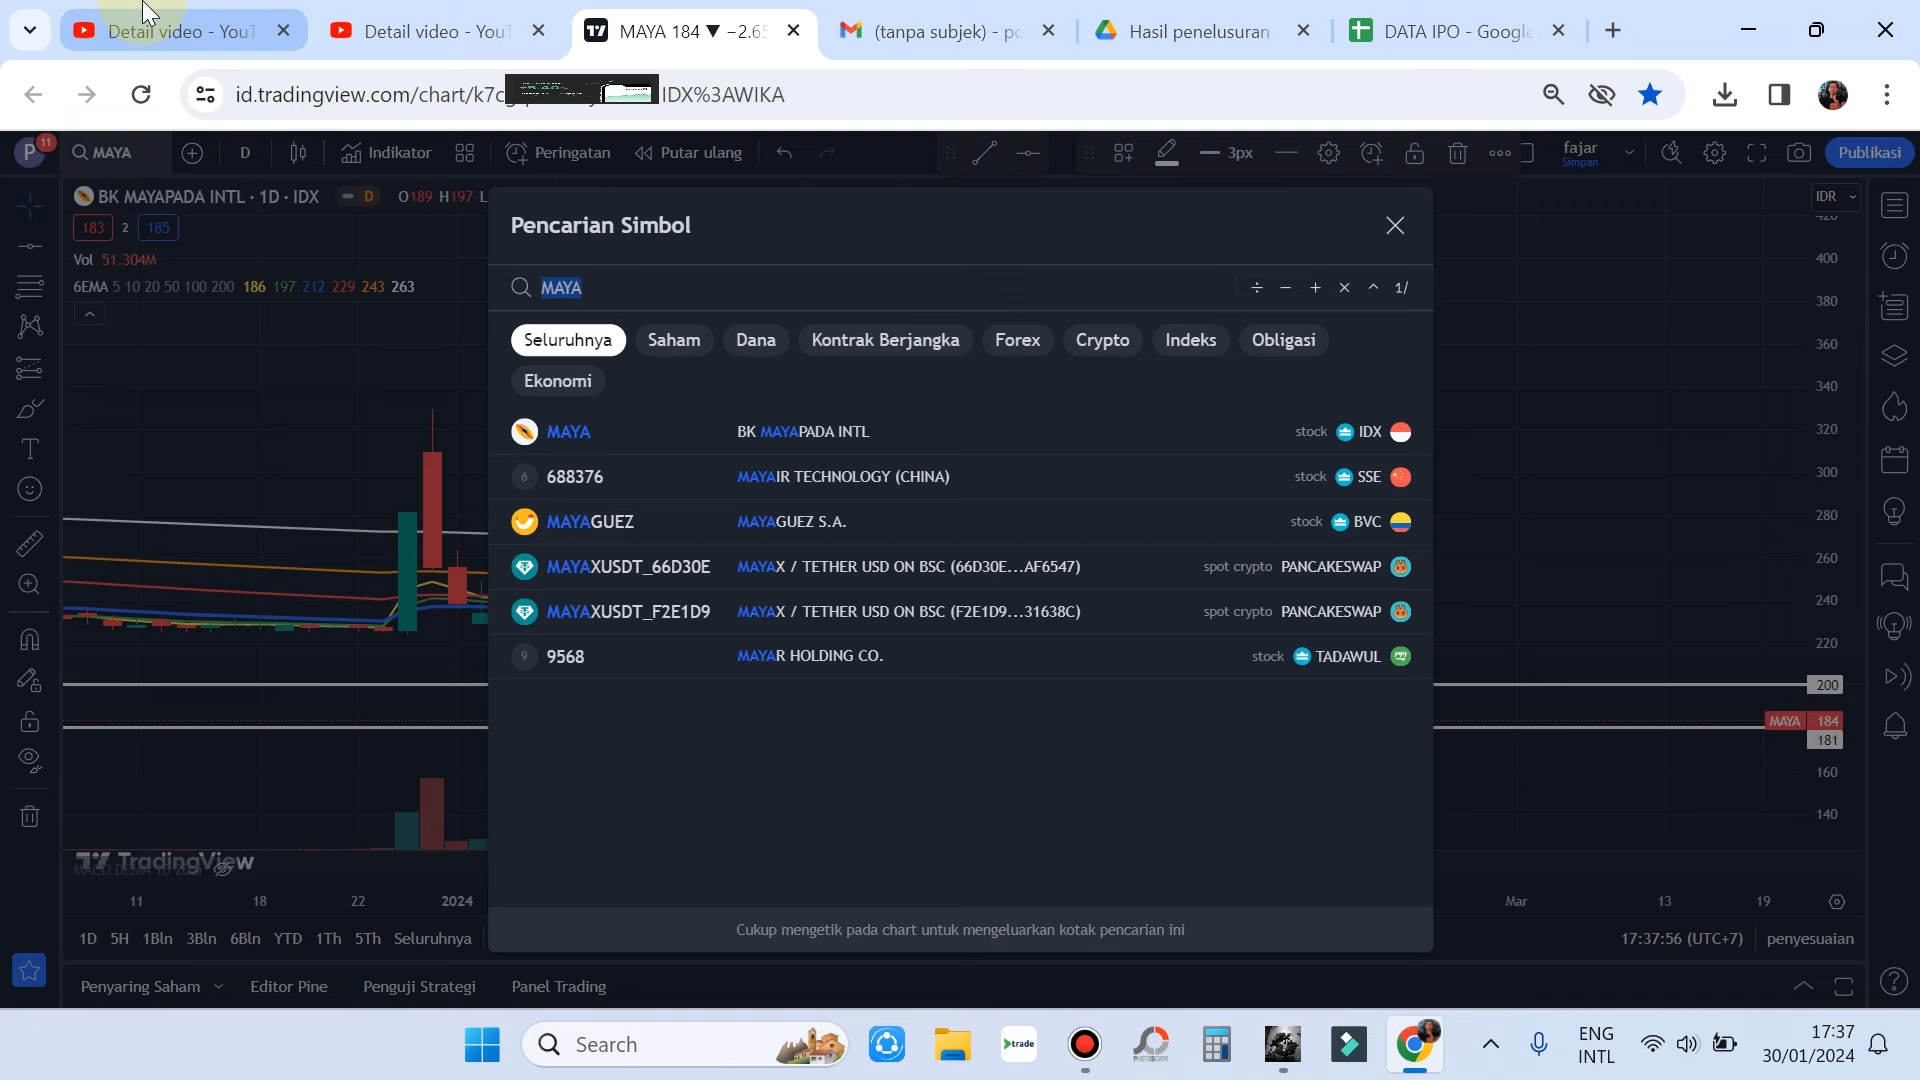 Detail video - YouT
Detail video - YouT
MAYA 184 ▼ −2.65
(tanpa subjek) - po
Hasil penelusuran
DATA IPO - Google
IDX%3AWIKA
P
11
MAYA
D
Indikator
Peringatan
Putar ulang
3px
fajar
Simpan
Publikasi
BK MAYAPADA INTL · 1D · IDX
D
O189 H197 L
IDR
183
2
185
Vol 51.304M
6EMA 5 10 20 50 100 200 186 197 212 229 243 263
Pencarian Simbol
MAYA
÷ − + × ^ 1/
Seluruhnya
Saham
Dana
Kontrak Berjangka
Forex
Crypto
Indeks
Obligasi
Ekonomi
MAYA BK MAYAPADA INTL stock IDX
6 688376 MAYAIR TECHNOLOGY (CHINA) stock SSE
MAYAGUEZ MAYAGUEZ S.A. stock BVC
MAYAXUSDT_66D30E MAYAX / TETHER USD ON BSC (66D30E...AF6547) spot crypto PANCAKESWAP
MAYAXUSDT_F2E1D9 MAYAX / TETHER USD ON BSC (F2E1D9...31638C) spot crypto PANCAKESWAP
9 9568 MAYAR HOLDING CO. stock TADAWUL
Cukup mengetik pada chart untuk mengeluarkan kotak pencarian ini
420
400
380
360
340
320
300
280
260
240
220
200
MAYA 184
181
160
140
TradingView
11
18
22
2024
Mar
13
19
1D 5H 1Bln 3Bln 6Bln YTD 1Th 5Th Seluruhnya
17:37:56 (UTC+7)
penyesuaian
Penyaring Saham
Editor Pine
Penguji Strategi
Panel Trading
Search
trade
PHOTOSCAPE
ENG
INTL
17:37
30/01/2024